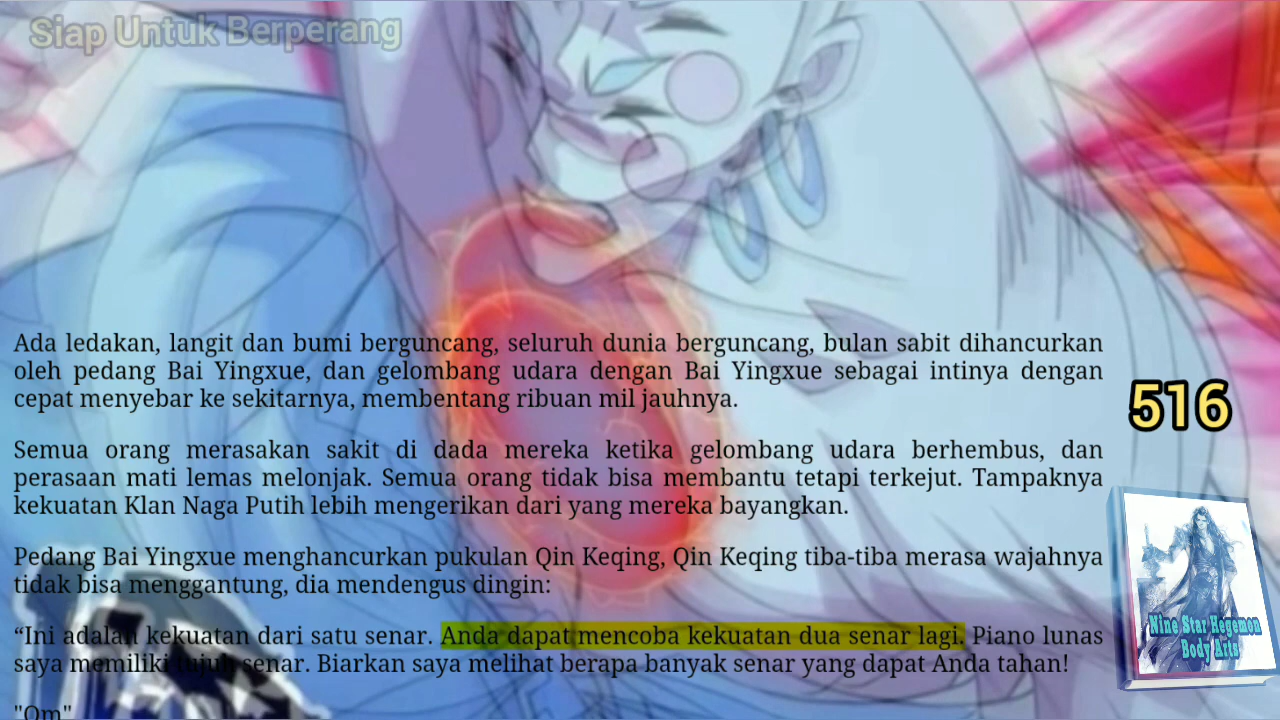 Siap Untuk Berperang
Ada ledakan, langit dan bumi berguncang, seluruh dunia berguncang, bulan sabit dihancurkan
oleh pedang Bai Yingxue, dan gelombang udara dengan Bai Yingxue sebagai intinya dengan
cepat menyebar ke sekitarnya, membentang ribuan mil jauhnya.
Semua orang merasakan sakit di dada mereka ketika gelombang udara berhembus, dan
perasaan mati lemas melonjak. Semua orang tidak bisa membantu tetapi terkejut. Tampaknya
kekuatan Klan Naga Putih lebih mengerikan dari yang mereka bayangkan.
Pedang Bai Yingxue menghancurkan pukulan Qin Keqing, Qin Keqing tiba-tiba merasa wajahnya
tidak bisa menggantung, dia mendengus dingin:
“Ini adalah kekuatan dari satu senar. Anda dapat mencoba kekuatan dua senar lagi. Piano lunas
saya memiliki tujuh senar. Biarkan saya melihat berapa banyak senar yang dapat Anda tahan!
"Om"
516
Nine Star Hegemon
Body Arts